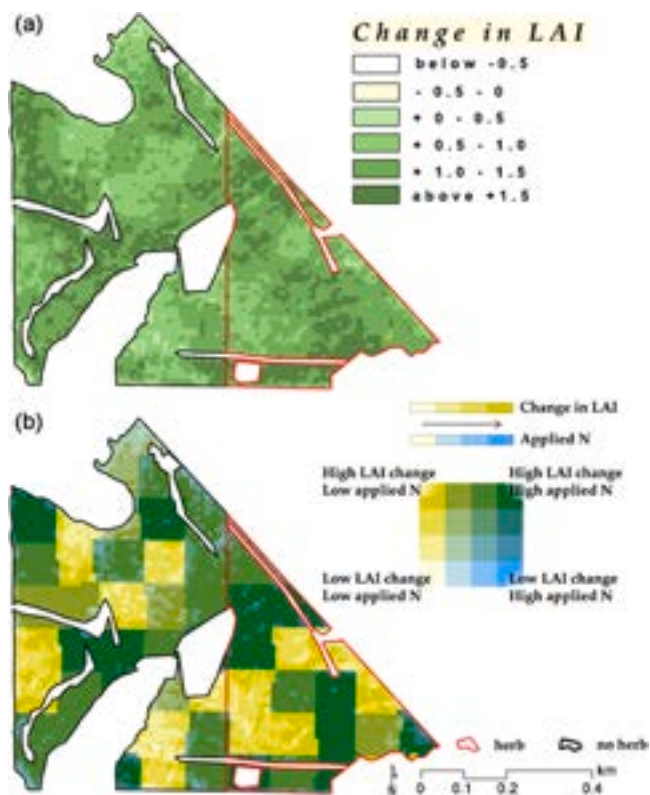 (a)
Change in LAI
below -0.5
- 0.5 - 0
+ 0 - 0.5
+ 0.5 - 1.0
+ 1.0 - 1.5
above +1.5
(b)
Change in LAI
Applied N
High LAI change
Low applied N
High LAI change
High applied N
Low LAI change
Low applied N
Low LAI change
High applied N
herb
no herb
km
0 0.1 0.2 0.4